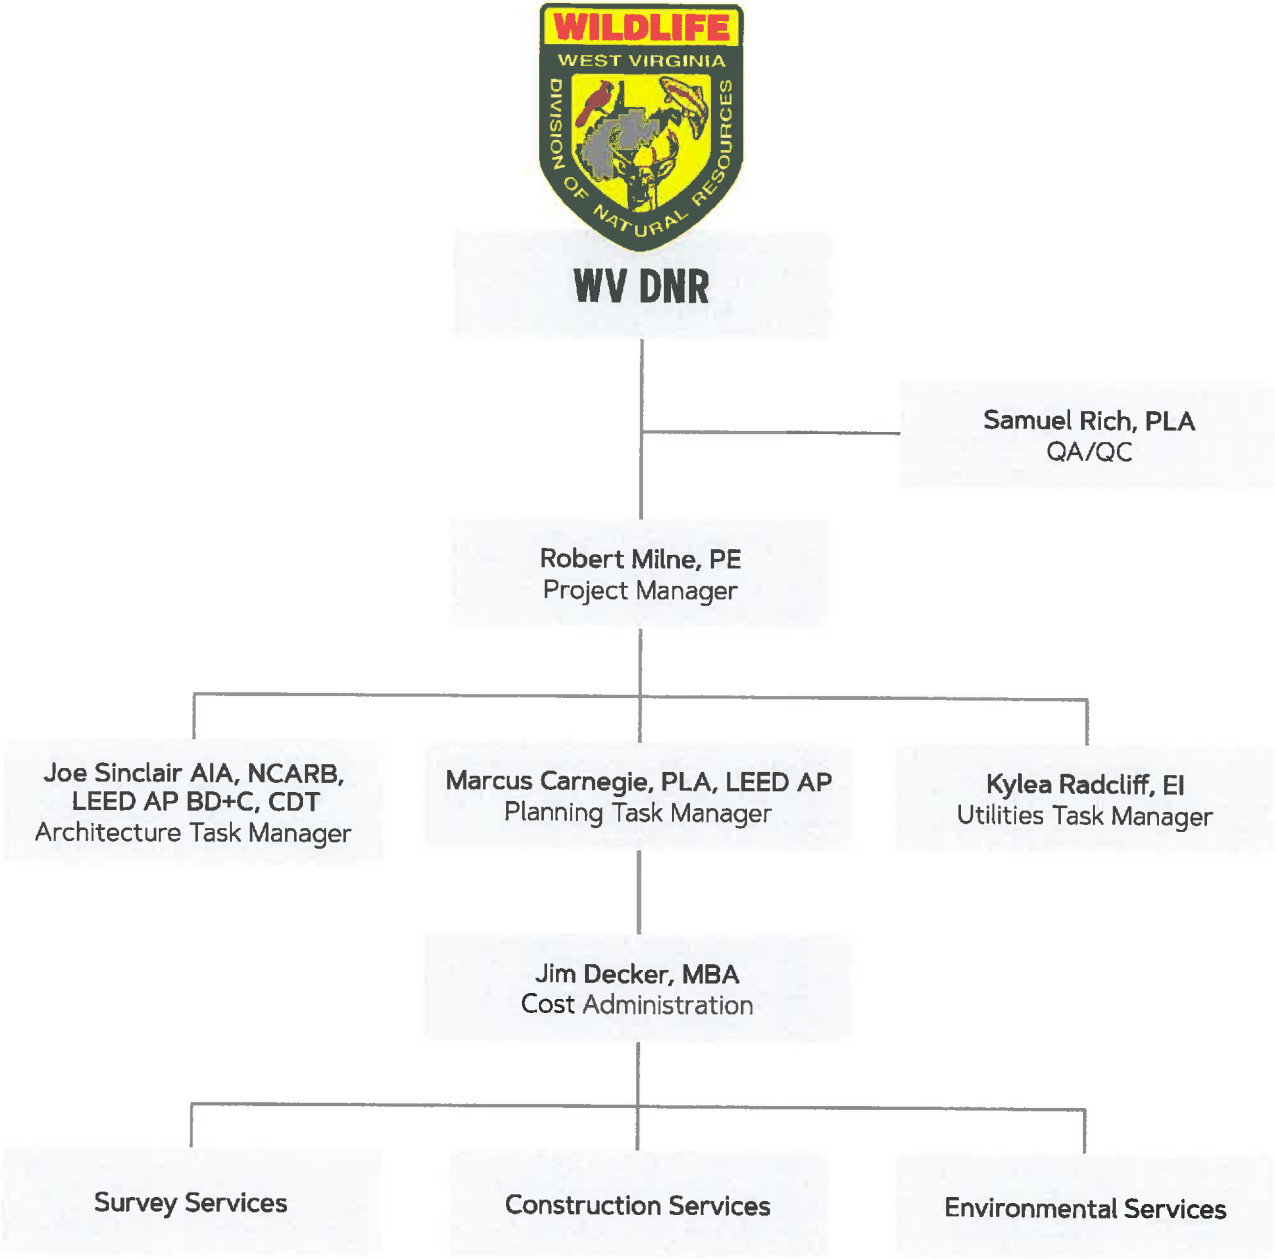 WILDLIFE
WEST VIRGINIA
DIVISION OF NATURAL RESOURCES
WV DNR
Samuel Rich, PLA
QA/QC
Robert Milne, PE
Project Manager
Joe Sinclair AIA, NCARB,
LEED AP BD+C, CDT
Architecture Task Manager
Marcus Carnegie, PLA, LEED AP
Planning Task Manager
Kylea Radcliff, EI
Utilities Task Manager
Jim Decker, MBA
Cost Administration
Survey Services
Construction Services
Environmental Services